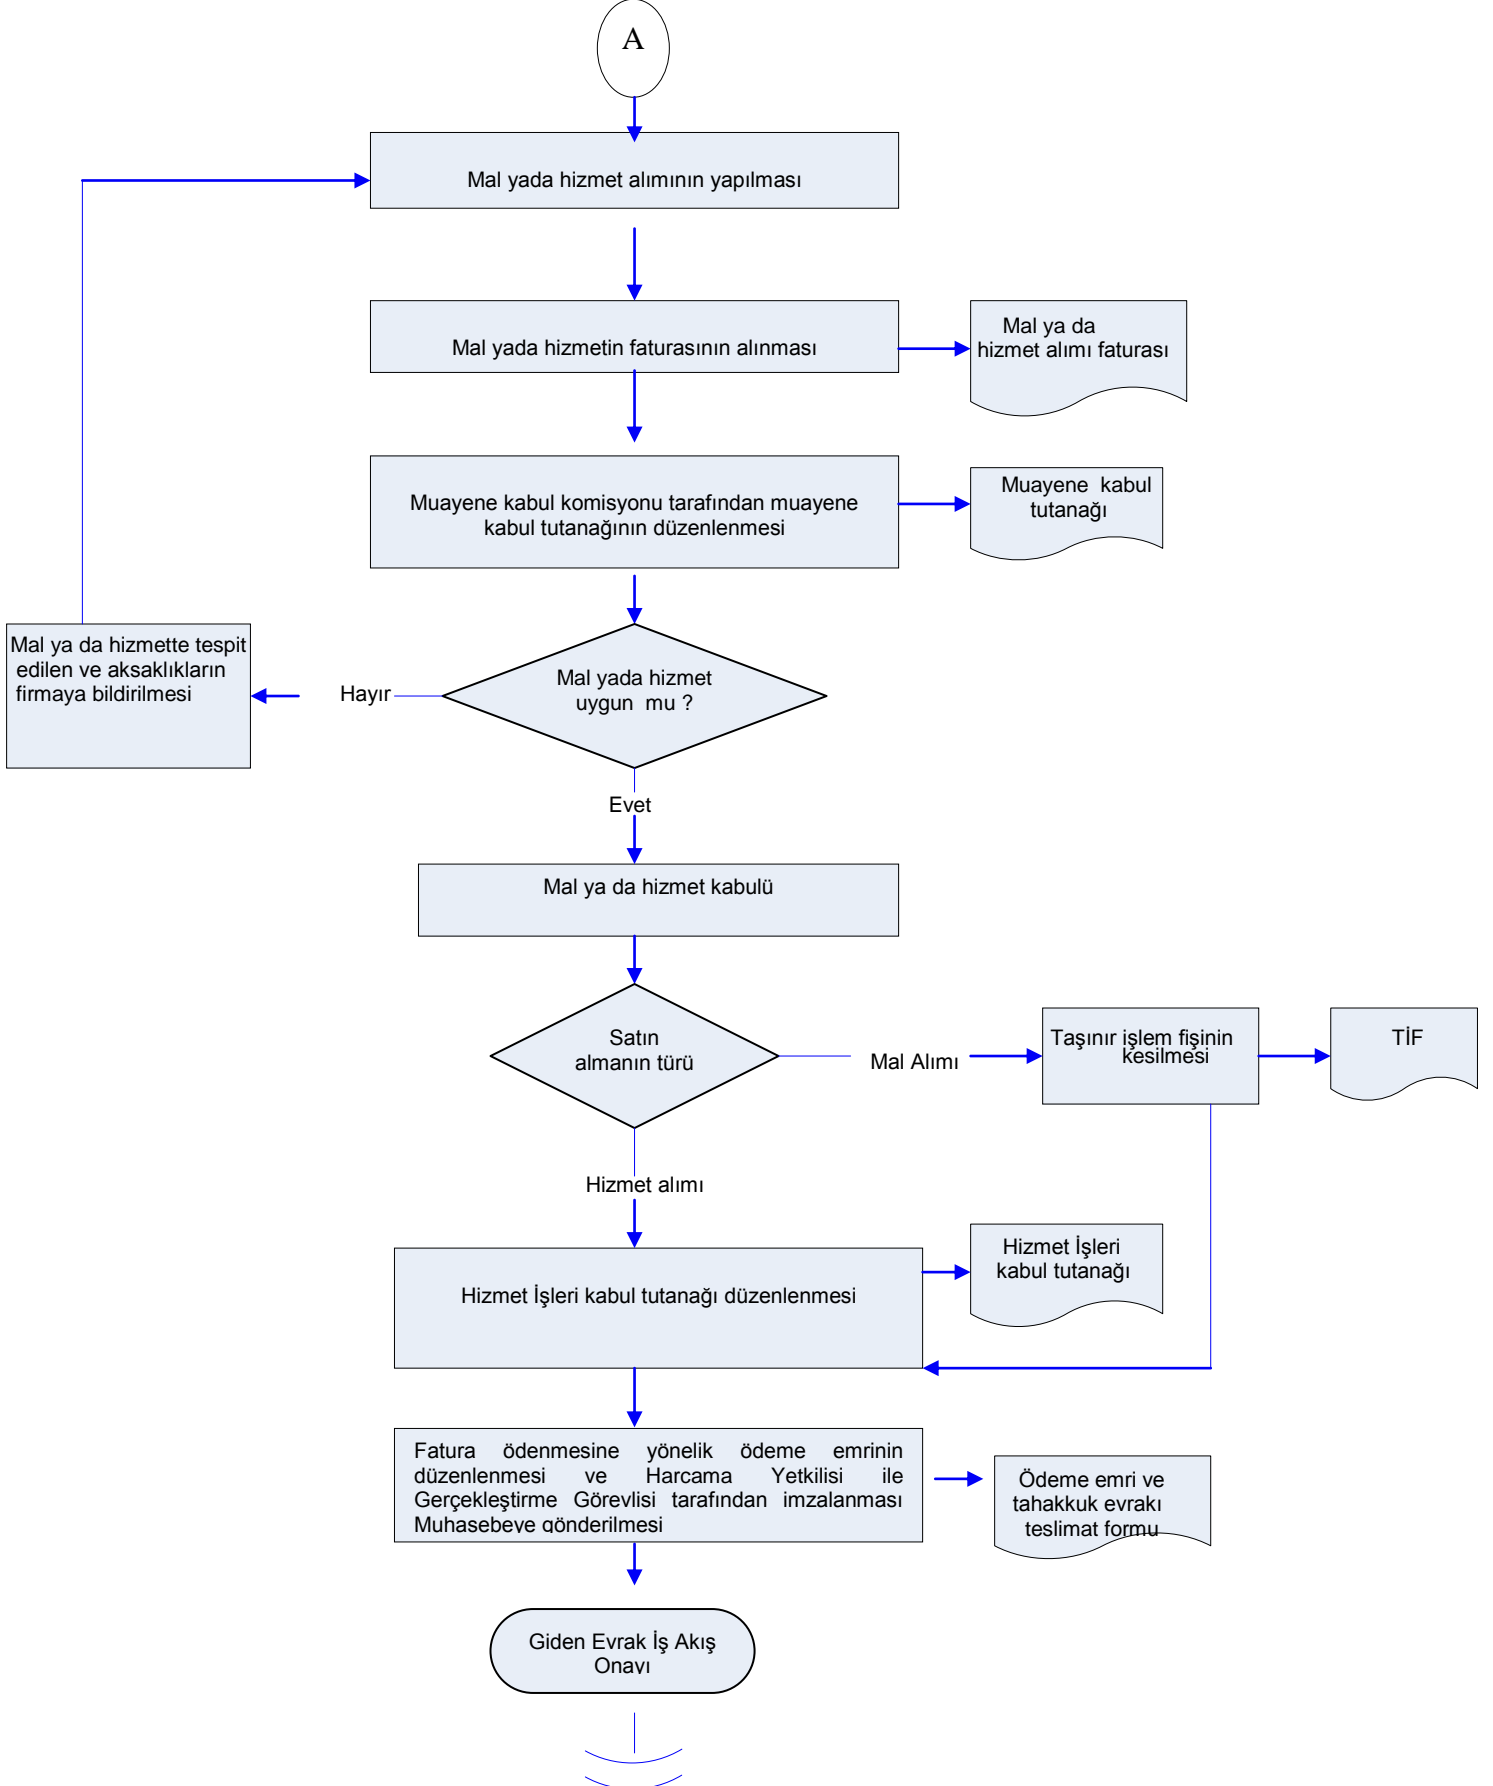 A
Mal yada hizmet alımının yapılması
Mal yada hizmetin faturasının alınması
Mal ya da
hizmet alımı faturası
Muayene kabul komisyonu tarafından muayene
kabul tutanağının düzenlenmesi
Muayene kabul
tutanağı
Mal ya da hizmette tespit
edilen ve aksaklıkların
firmaya bildirilmesi
Hayır
Mal yada hizmet
uygun mu ?
Evet
Mal ya da hizmet kabulü
Satın
almanın türü
Mal Alımı
Taşınır işlem fişinin
kesilmesi
TİF
Hizmet alımı
Hizmet İşleri kabul tutanağı düzenlenmesi
Hizmet İşleri
kabul tutanağı
Fatura ödenmesine yönelik ödeme emrinin
düzenlenmesi ve Harcama Yetkilisi ile
Gerçekleştirme Görevlisi tarafından imzalanması
Muhasebeye gönderilmesi
Ödeme emri ve
tahakkuk evrakı
teslimat formu
Giden Evrak İş Akış
Onayı